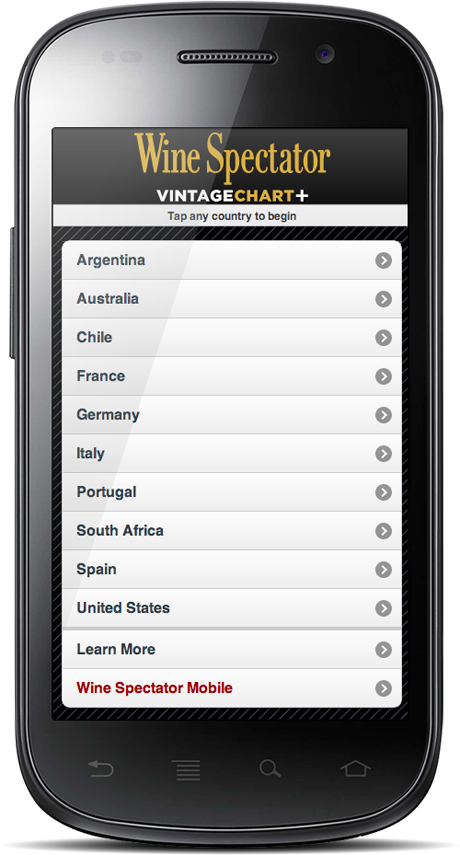 Wine Spectator
VINTAGECHART+
Tap any country to begin
Argentina
Australia
Chile
France
Germany
Italy
Portugal
South Africa
Spain
United States
Learn More
Wine Spectator Mobile